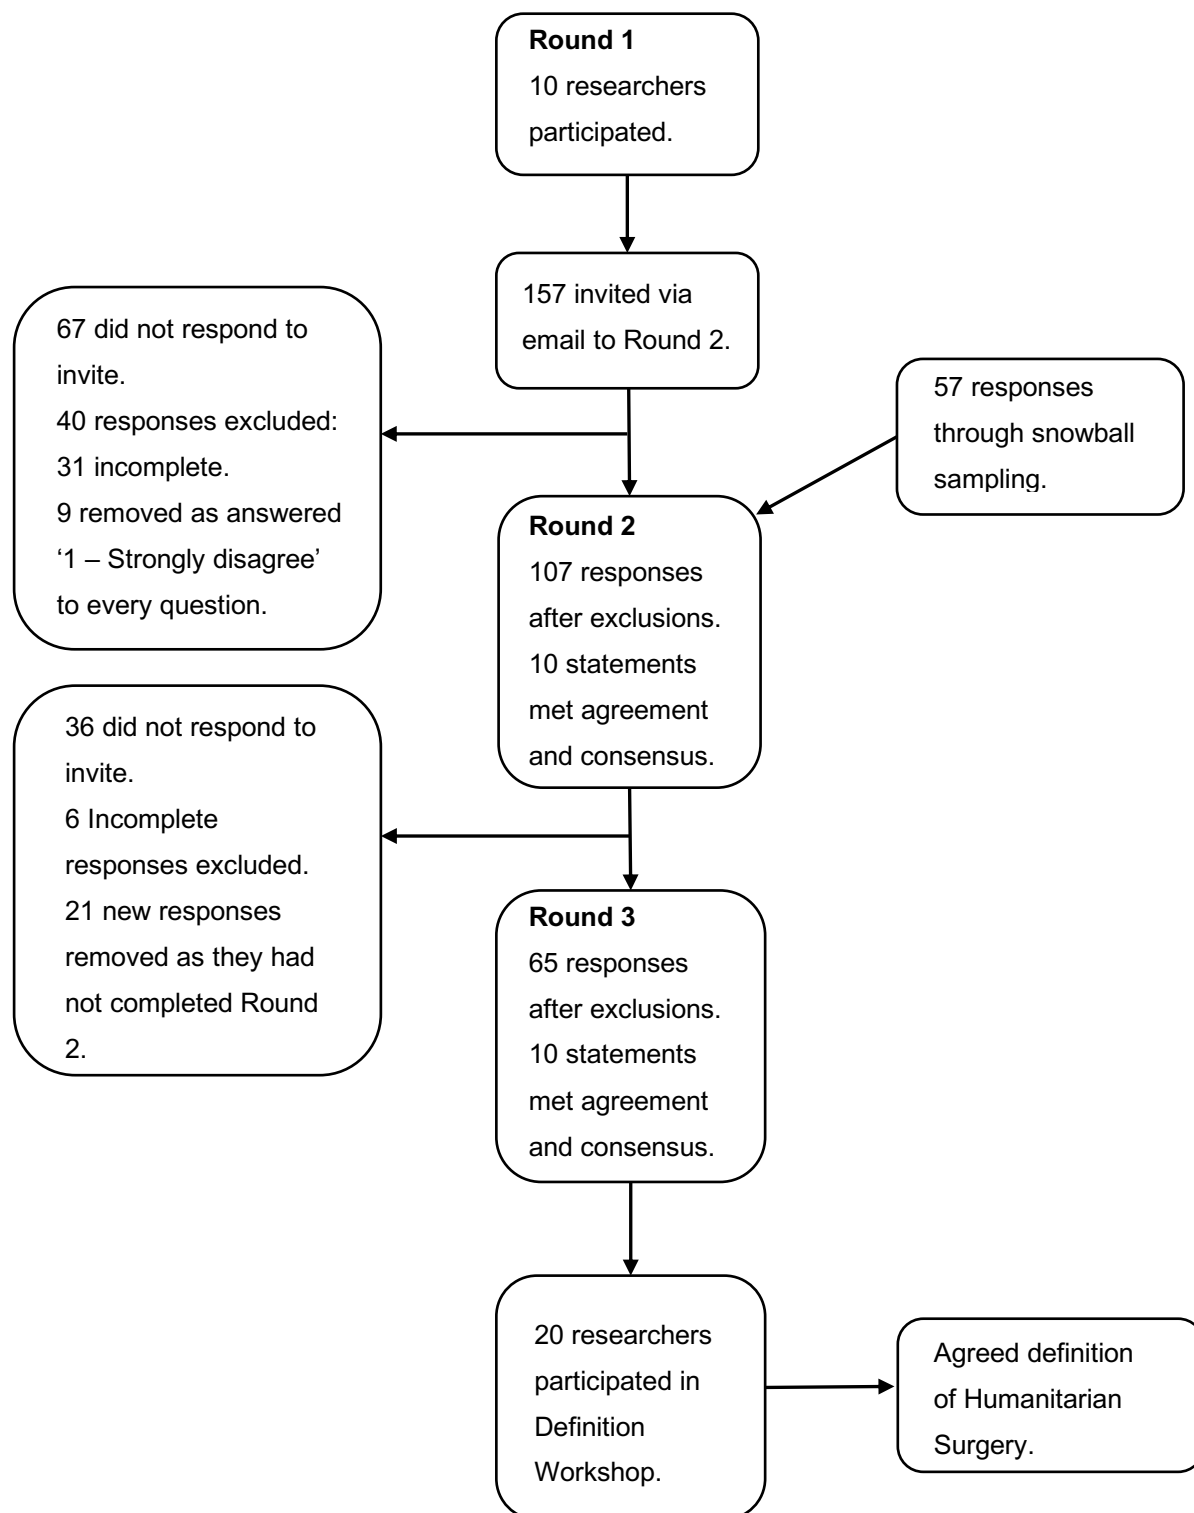 Round 1
10 researchers
participated.
157 invited via
email to Round 2.
67 did not respond to
invite.
40 responses excluded:
31 incomplete.
9 removed as answered
‘1 – Strongly disagree’
to every question.
57 responses
through snowball
sampling.
Round 2
107 responses
after exclusions.
10 statements
met agreement
and consensus.
36 did not respond to
invite.
6 Incomplete
responses excluded.
21 new responses
removed as they had
not completed Round
2.
Round 3
65 responses
after exclusions.
10 statements
met agreement
and consensus.
20 researchers
participated in
Definition
Workshop.
Agreed definition
of Humanitarian
Surgery.